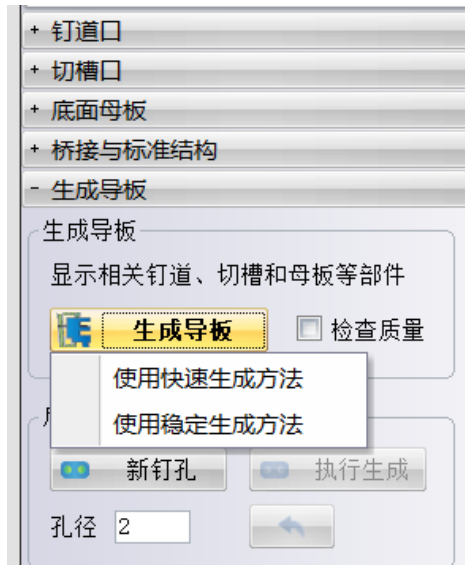 + 钉道口
+ 切槽口
+ 底面母板
+ 桥接与标准结构
- 生成导板
生成导板
显示相关钉道、切槽和母板等部件
生成导板 检查质量
使用快速生成方法
使用稳定生成方法
新钉孔 执行生成
孔径 2